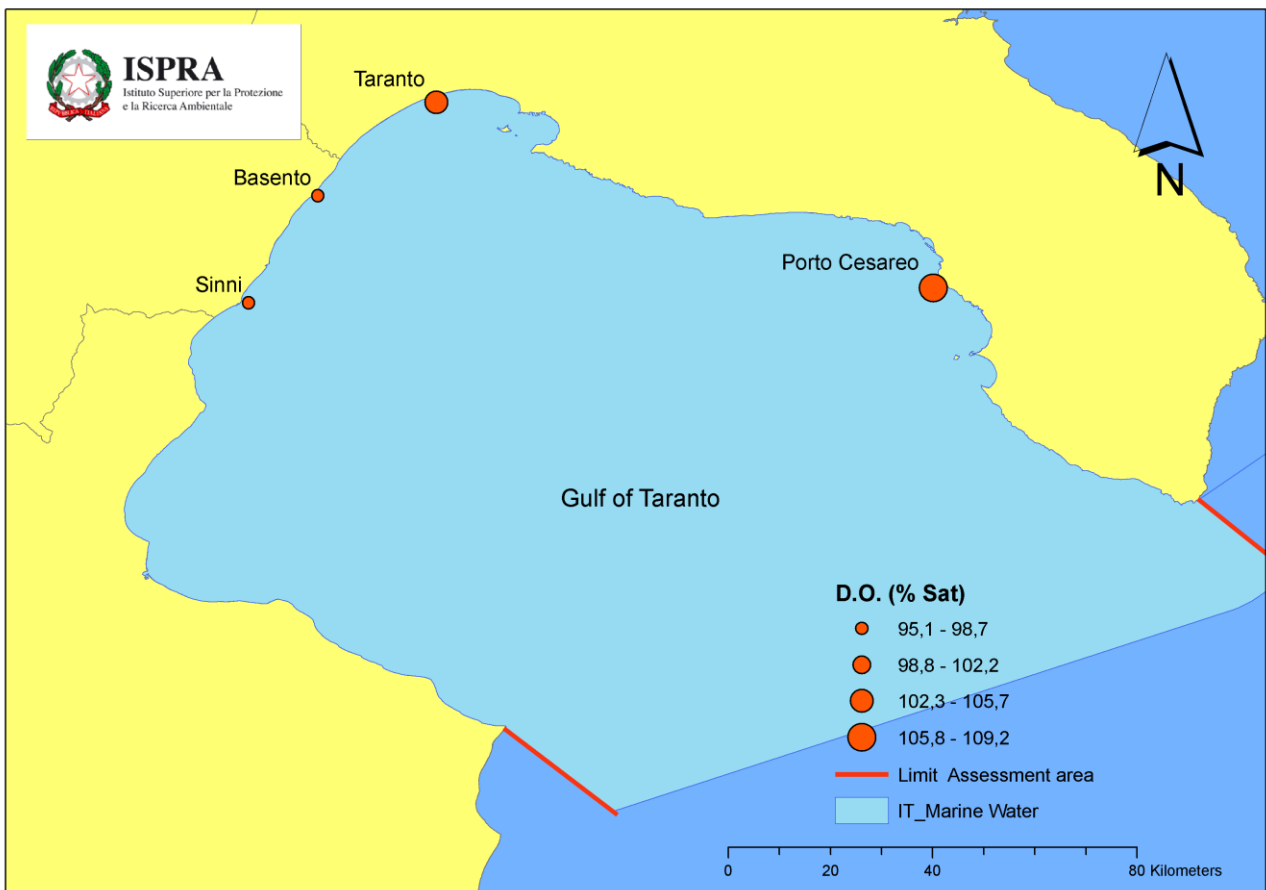 ISPRA
Istituto Superiore per la Protezione
e la Ricerca Ambientale
Taranto
Basento
Sinni
Porto Cesareo
N
Gulf of Taranto
D.O. (% Sat)
95,1 - 98,7
98,8 - 102,2
102,3 - 105,7
105,8 - 109,2
Limit Assessment area
IT_Marine Water
0 20 40 80 Kilometers